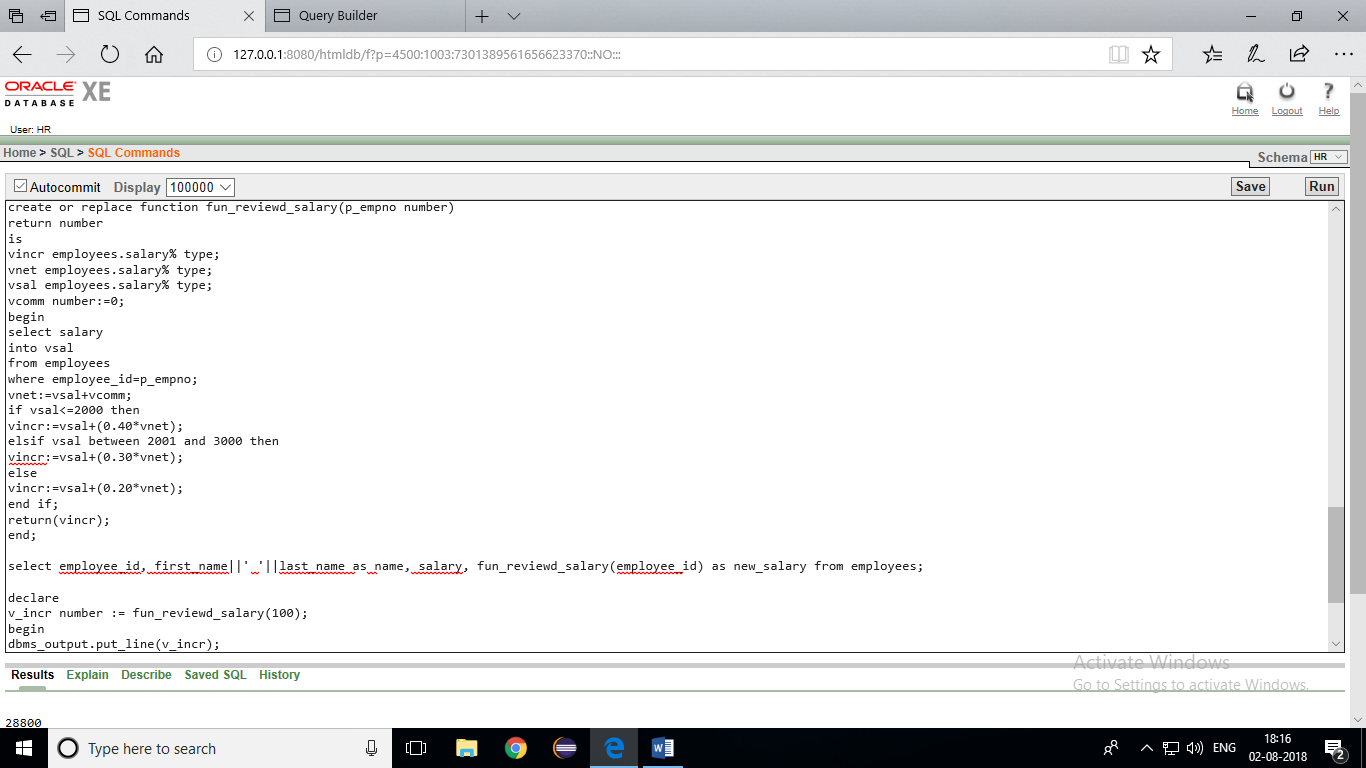 SQL Commands
Query Builder
127.0.0.1:8080/htmldb/f?p=4500:1003:7301389561656623370::NO:::
ORACLE
DATABASE XE
Home Logout Help
User: HR
Home > SQL > SQL Commands
Schema HR
Autocommit Display 100000 Save Run
create or replace function fun_reviewd_salary(p_empno number)
return number
is
vincr employees.salary% type;
vnet employees.salary% type;
vsal employees.salary% type;
vcomm number:=0;
begin
select salary
into vsal
from employees
where employee_id=p_empno;
vnet:=vsal+vcomm;
if vsal<=2000 then
vincr:=vsal+(0.40*vnet);
elsif vsal between 2001 and 3000 then
vincr:=vsal+(0.30*vnet);
else
vincr:=vsal+(0.20*vnet);
end if;
return(vincr);
end;
select employee_id, first_name||' '||last_name as name, salary, fun_reviewd_salary(employee_id) as new_salary from employees;
declare
v_incr number := fun_reviewd_salary(100);
begin
dbms_output.put_line(v_incr);
Activate Windows
Go to Settings to activate Windows.
Results Explain Describe Saved SQL History
28800
Type here to search
ENG
18:16
02-08-2018
2